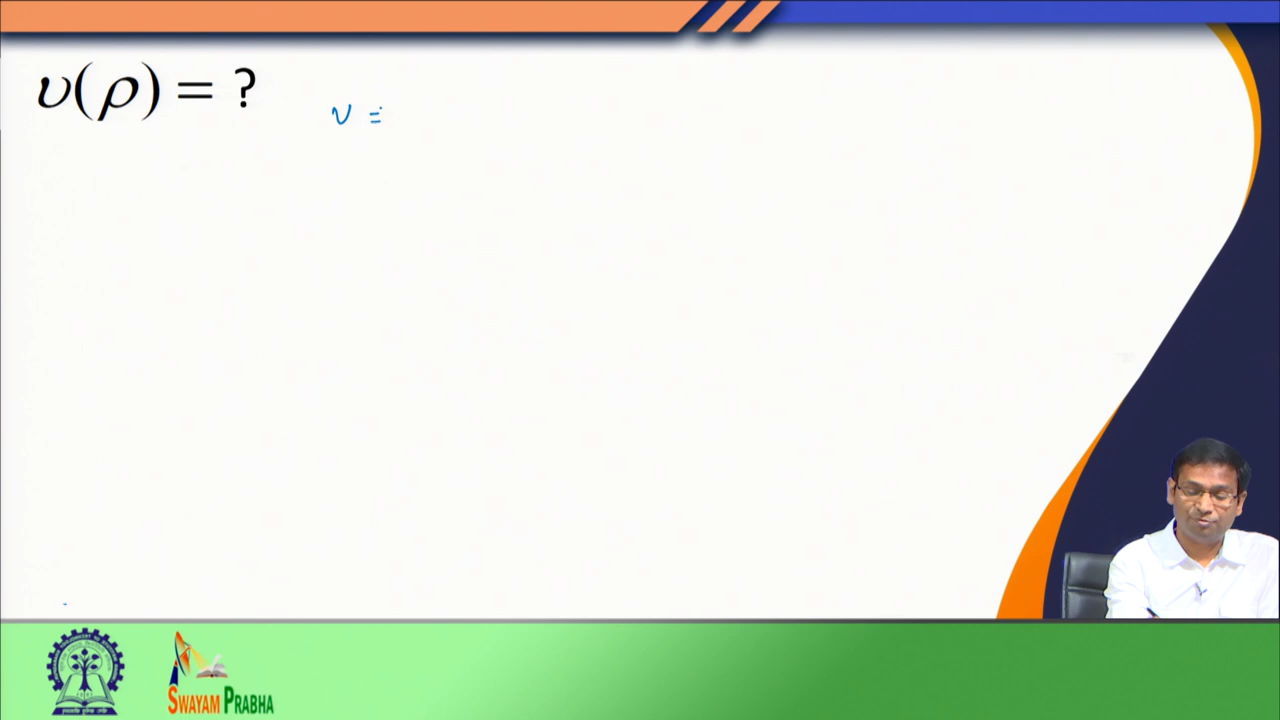 υ(ρ) = ?
v =
SWAYAM PRABHA